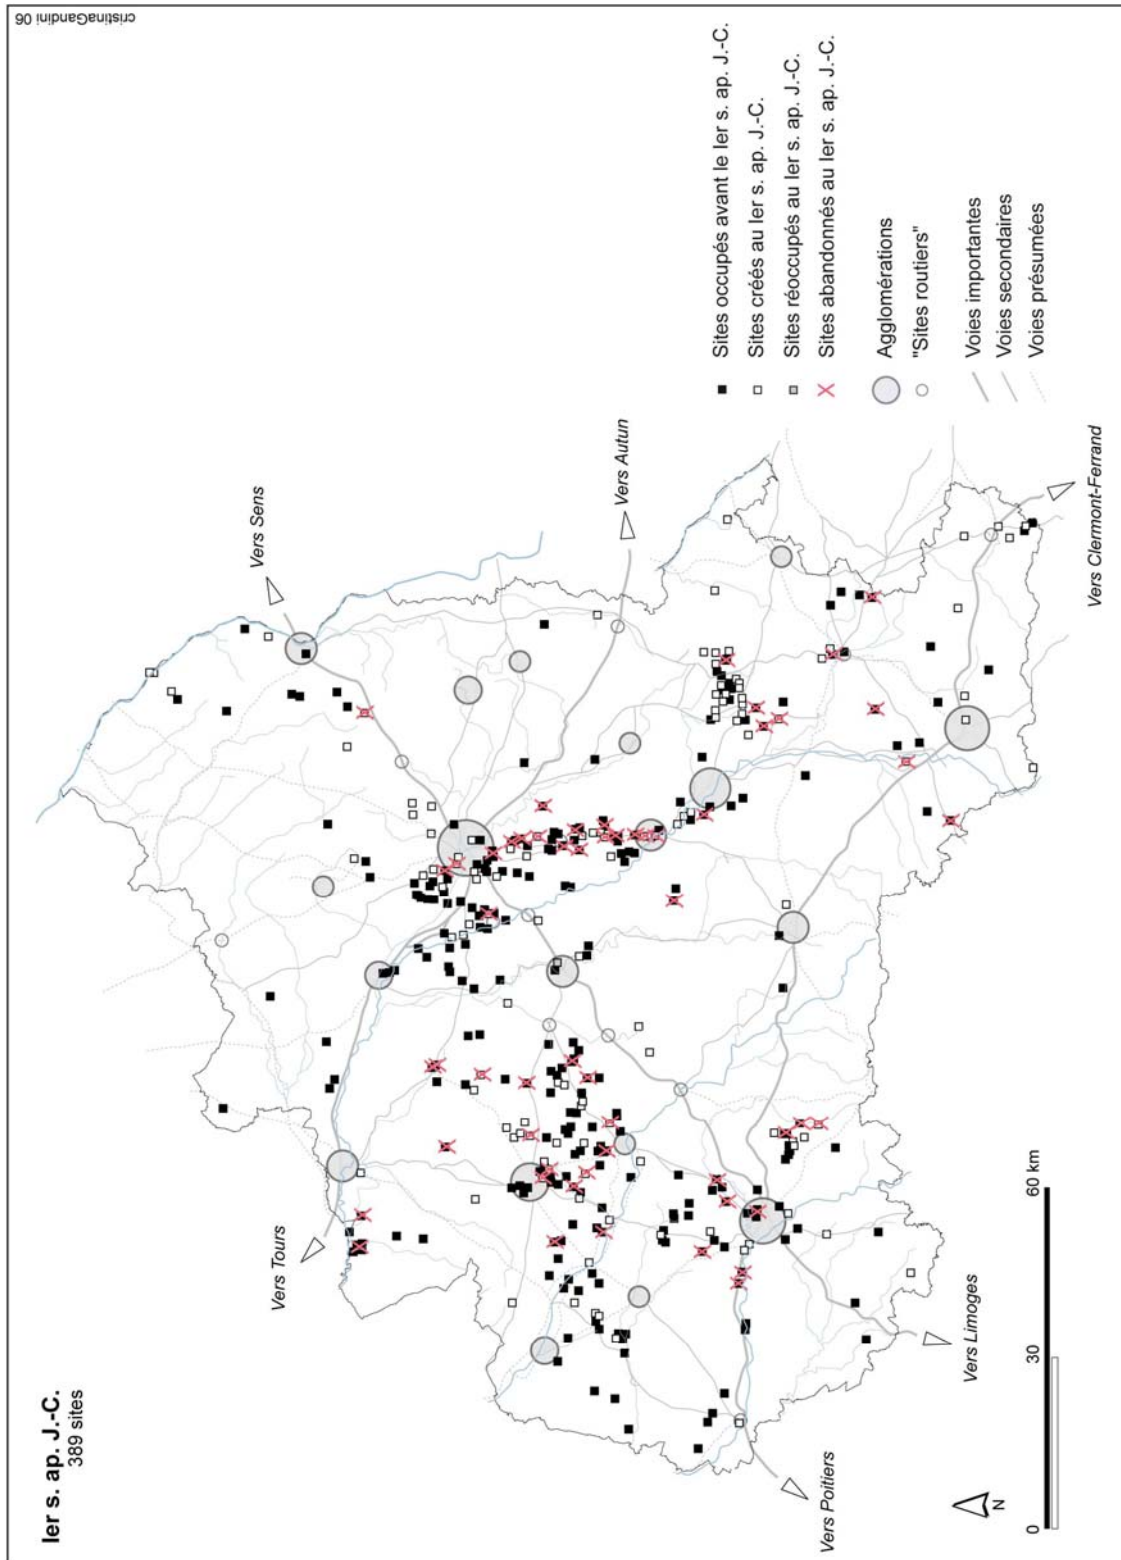 Ier s. ap. J.-C.
389 sites
cristinaGandini 06
Vers Tours
Vers Sens
Vers Autun
Vers Poitiers
Vers Limoges
Vers Clermont-Ferrand
N
0 30 60 km
Sites occupés avant le Ier s. ap. J.-C.
Sites créés au Ier s. ap. J.-C.
Sites réoccupés au Ier s. ap. J.-C.
Sites abandonnés au Ier s. ap. J.-C.
Agglomérations
"Sites routiers"
Voies importantes
Voies secondaires
Voies présumées